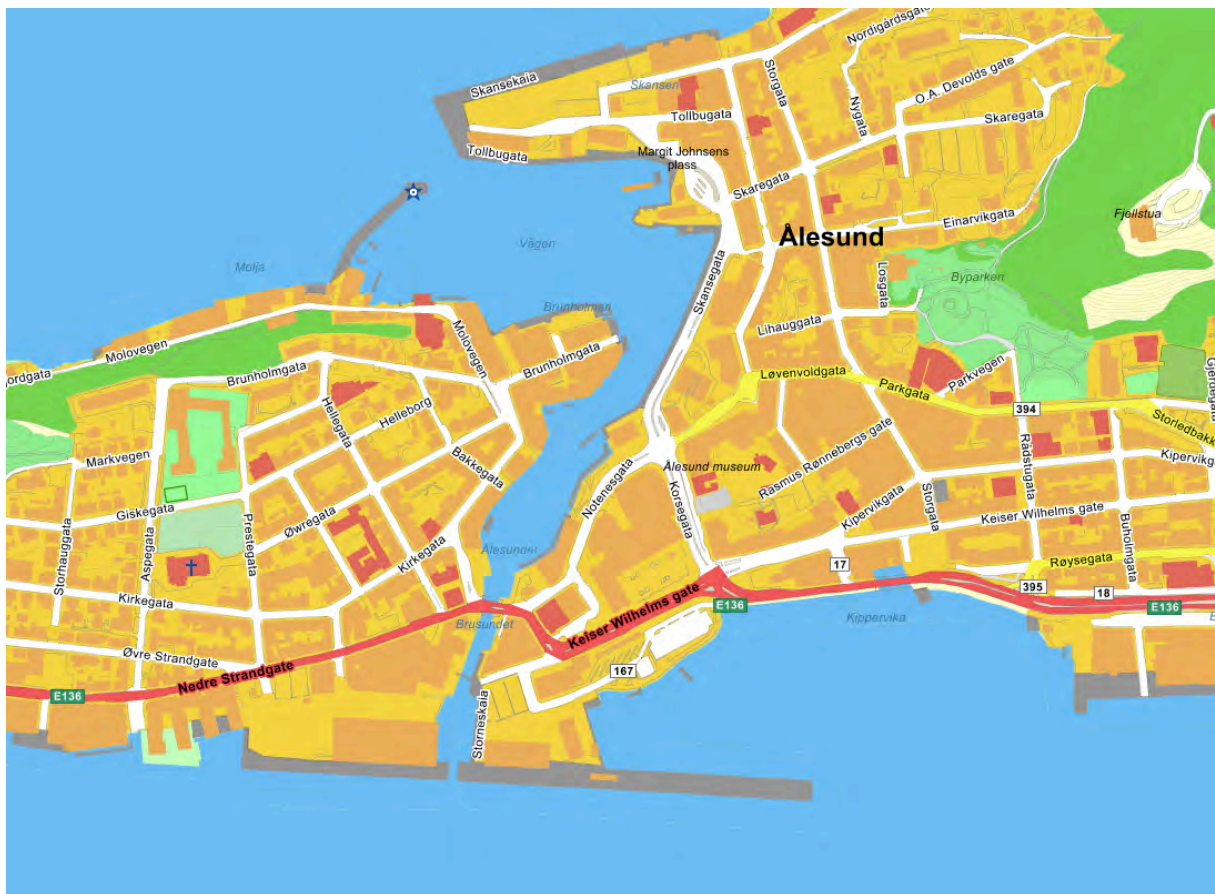 Nordigårdsgate
Skansekaia
Skansen
Storgata
Nygata
O.A. Devolds gate
Tollbugata
Skaregata
Tollbugata
Margit Johnsens
plass
Skaregata
Einarvikgata
Fjellstua
Ålesund
Vågen
Molja
Skansegata
Losgata
Byparken
Brunholmen
Molovegen
Molovegen
Lihauggata
Brunholmgata
Brunholmgata
Løvenvoldgata
Parkgata
Parkvegen
394
Hellegata
Helleborg
Storledbakk
Markvegen
Bakkegata
Notenesgata
Ålesund museum
Rasmus Rønnebergs gate
Rådstugata
Kipervikg
Giskegata
Korsegata
Storgata
Kipervikgata
Keiser Wilhelms gate
Buholmgata
Øwregata
Prestegata
Aspegata
Storhauggata
Ålesundet
Kirkegata
Røysegata
17
395
18
Kirkegata
E136
E136
Brusundet
Keiser Wilhelms gate
Kippervika
Øvre Strandgate
Nedre Strandgate
167
E136
Storneskaia